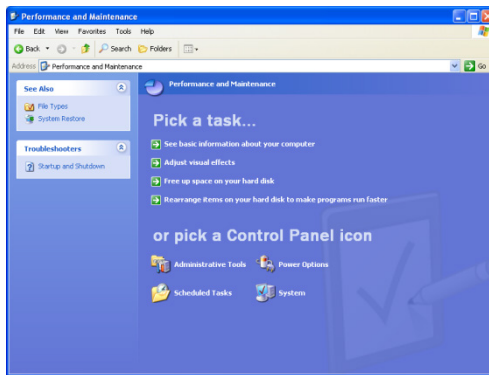 Performance and Maintenance
File Edit View Favorites Tools Help
Back Search Folders
Address Performance and Maintenance Go
See Also
File Types
System Restore
Troubleshooters
Startup and Shutdown
Performance and Maintenance
Pick a task...
See basic information about your computer
Adjust visual effects
Free up space on your hard disk
Rearrange items on your hard disk to make programs run faster
or pick a Control Panel icon
Administrative Tools Power Options
Scheduled Tasks System